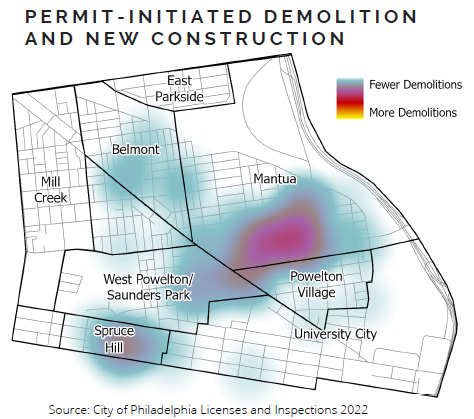 PERMIT-INITIATED DEMOLITION
AND NEW CONSTRUCTION
East
Parkside
Fewer Demolitions
More Demolitions
Belmont
Mantua
Mill
Creek
West Powelton/
Saunders Park
Powelton
Village
Spruce
Hill
University City
Source: City of Philadelphia Licenses and Inspections 2022